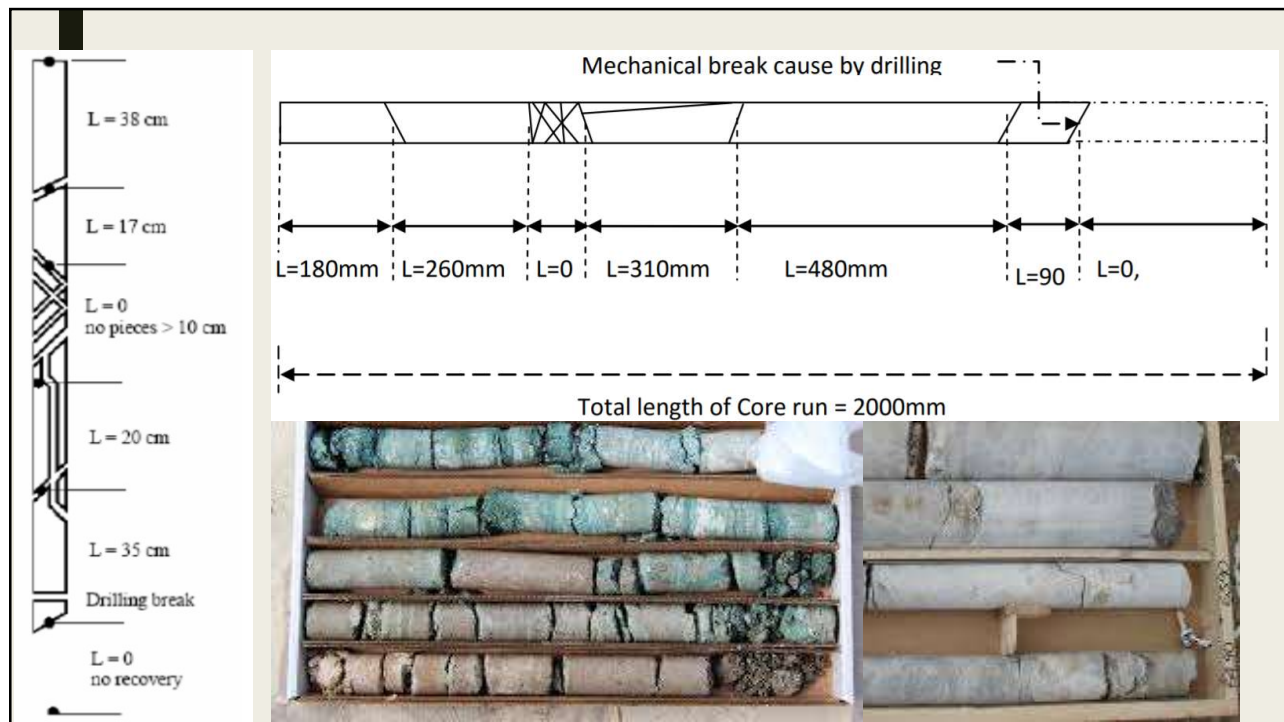 L = 38 cm
L = 17 cm
L = 0
no pieces > 10 cm
L = 20 cm
L = 35 cm
Drilling break
L = 0
no recovery
Mechanical break cause by drilling
L=180mm
L=260mm
L=0
L=310mm
L=480mm
L=90
L=0,
Total length of Core run = 2000mm